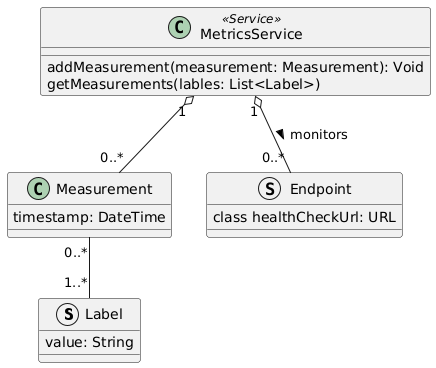 «Service»
C MetricsService
addMeasurement(measurement: Measurement): Void
getMeasurements(lables: List<Label>)
1
1
monitors
0..*
0..*
C Measurement
timestamp: DateTime
S Endpoint
class healthCheckUrl: URL
0..*
1..*
S Label
value: String